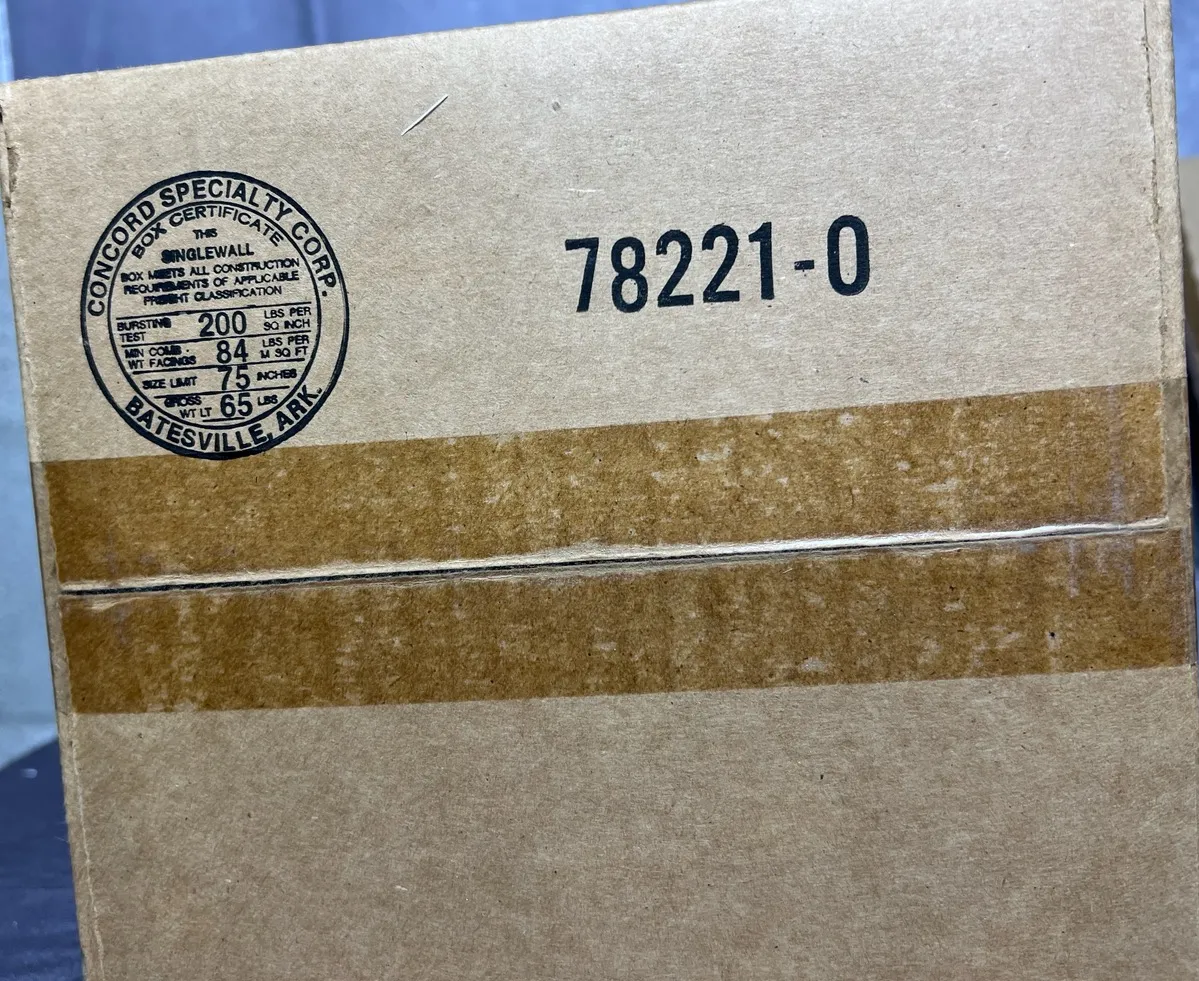 CONCORD SPECIALTY CORP.
BOX CERTIFICATE
THIS
SINGLEWALL
BOX MEETS ALL CONSTRUCTION
REQUIREMENTS OF APPLICABLE
FREIGHT CLASSIFICATION
BURSTING TEST 200 LBS PER SQ INCH
MIN COMB. WT FACINGS 84 LBS PER M SQ FT
SIZE LIMIT 75 INCHES
GROSS WT LT 65 LBS
BATESVILLE, ARK.
78221-0